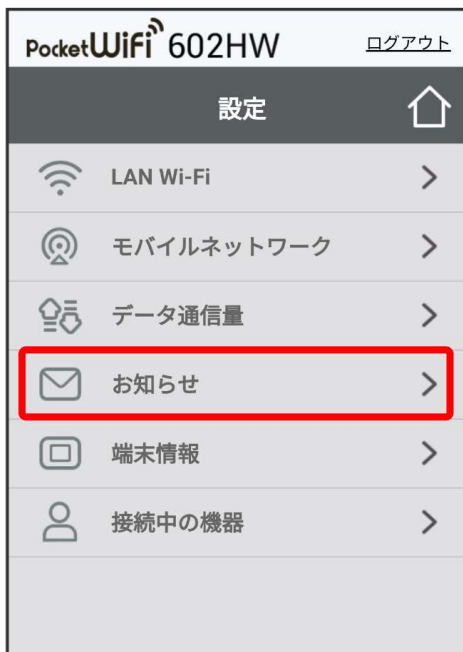 PocketWiFi 602HW
ログアウト
設定
LAN Wi-Fi
モバイルネットワーク
データ通信量
お知らせ
端末情報
接続中の機器